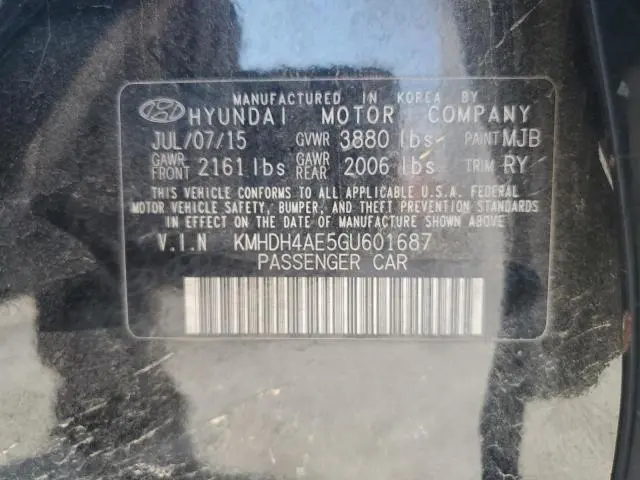 MANUFACTURED IN KOREA BY
HYUNDAI MOTOR COMPANY
JUL/07/15 GVWR 3880 lbs PAINT MJB
GAWR FRONT 2161 lbs GAWR REAR 2006 lbs TRIM RY
THIS VEHICLE CONFORMS TO ALL APPLICABLE U.S.A. FEDERAL
MOTOR VEHICLE SAFETY, BUMPER, AND THEFT PREVENTION STANDARDS
IN EFFECT ON THE DATE OF MANUFACTURE SHOWN ABOVE.
V.I.N KMHDH4AE5GU601687
PASSENGER CAR